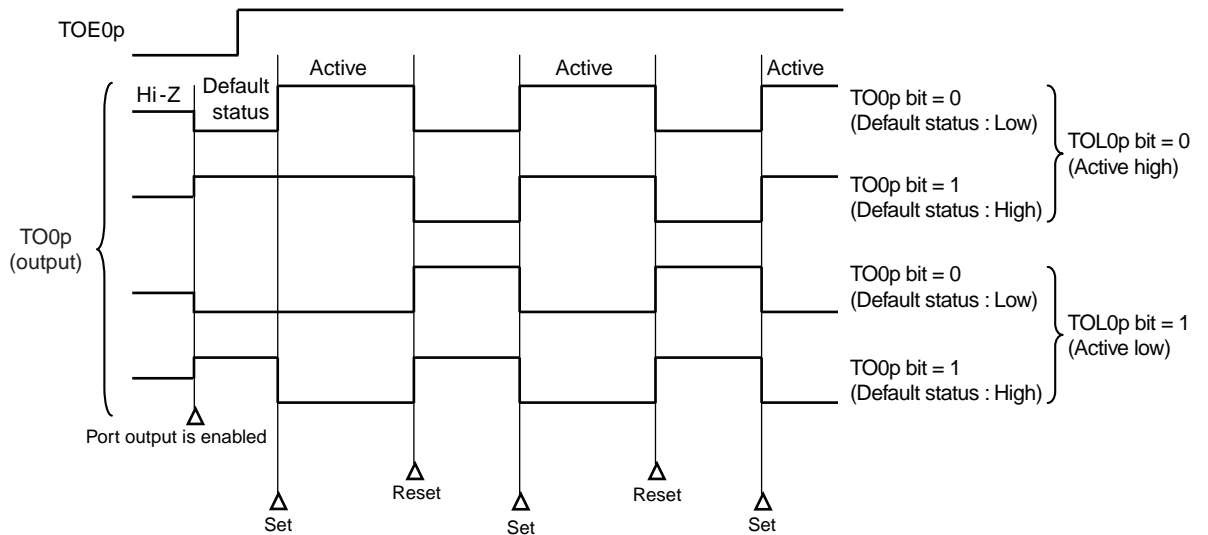 TOE0p
Active
Active
Active
Hi-Z
Default
status
TO0p bit = 0
(Default status : Low)
TOL0p bit = 0
(Active high)
TO0p bit = 1
(Default status : High)
TO0p
(output)
TO0p bit = 0
(Default status : Low)
TOL0p bit = 1
(Active low)
TO0p bit = 1
(Default status : High)
Port output is enabled
Reset
Reset
Set
Set
Set